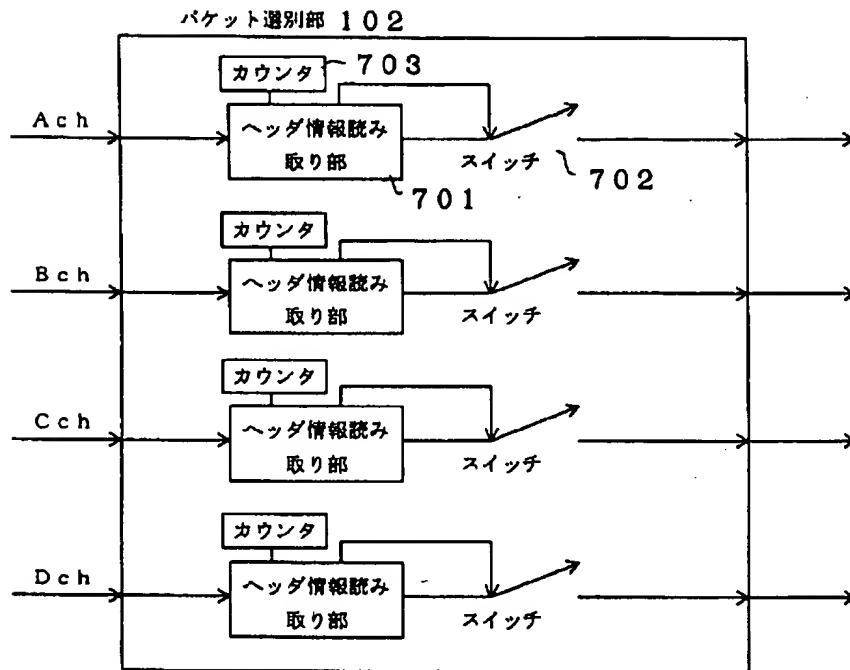 パケット選別部 102
カウンタ 703
Ach
ヘッダ情報読み
取り部
スイッチ
702
701
カウンタ
Bch
ヘッダ情報読み
取り部
スイッチ
カウンタ
Cch
ヘッダ情報読み
取り部
スイッチ
カウンタ
Dch
ヘッダ情報読み
取り部
スイッチ